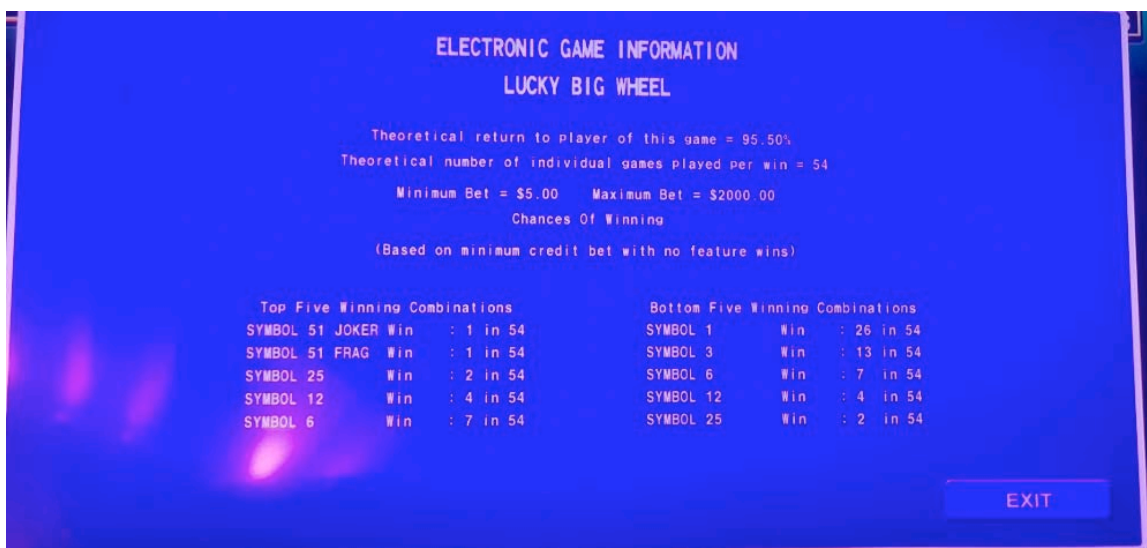 ELECTRONIC GAME INFORMATION
LUCKY BIG WHEEL
Theoretical return to player of this game = 95.50%
Theoretical number of individual games played per win = 54
Minimum Bet = $5.00 Maximum Bet = $2000.00
Chances Of Winning
(Based on minimum credit bet with no feature wins)
Top Five Winning Combinations
SYMBOL 51 JOKER Win : 1 in 54
SYMBOL 51 FRAG Win : 1 in 54
SYMBOL 25 Win : 2 in 54
SYMBOL 12 Win : 4 in 54
SYMBOL 6 Win : 7 in 54
Bottom Five Winning Combinations
SYMBOL 1 Win : 26 in 54
SYMBOL 3 Win : 13 in 54
SYMBOL 6 Win : 7 in 54
SYMBOL 12 Win : 4 in 54
SYMBOL 25 Win : 2 in 54
EXIT